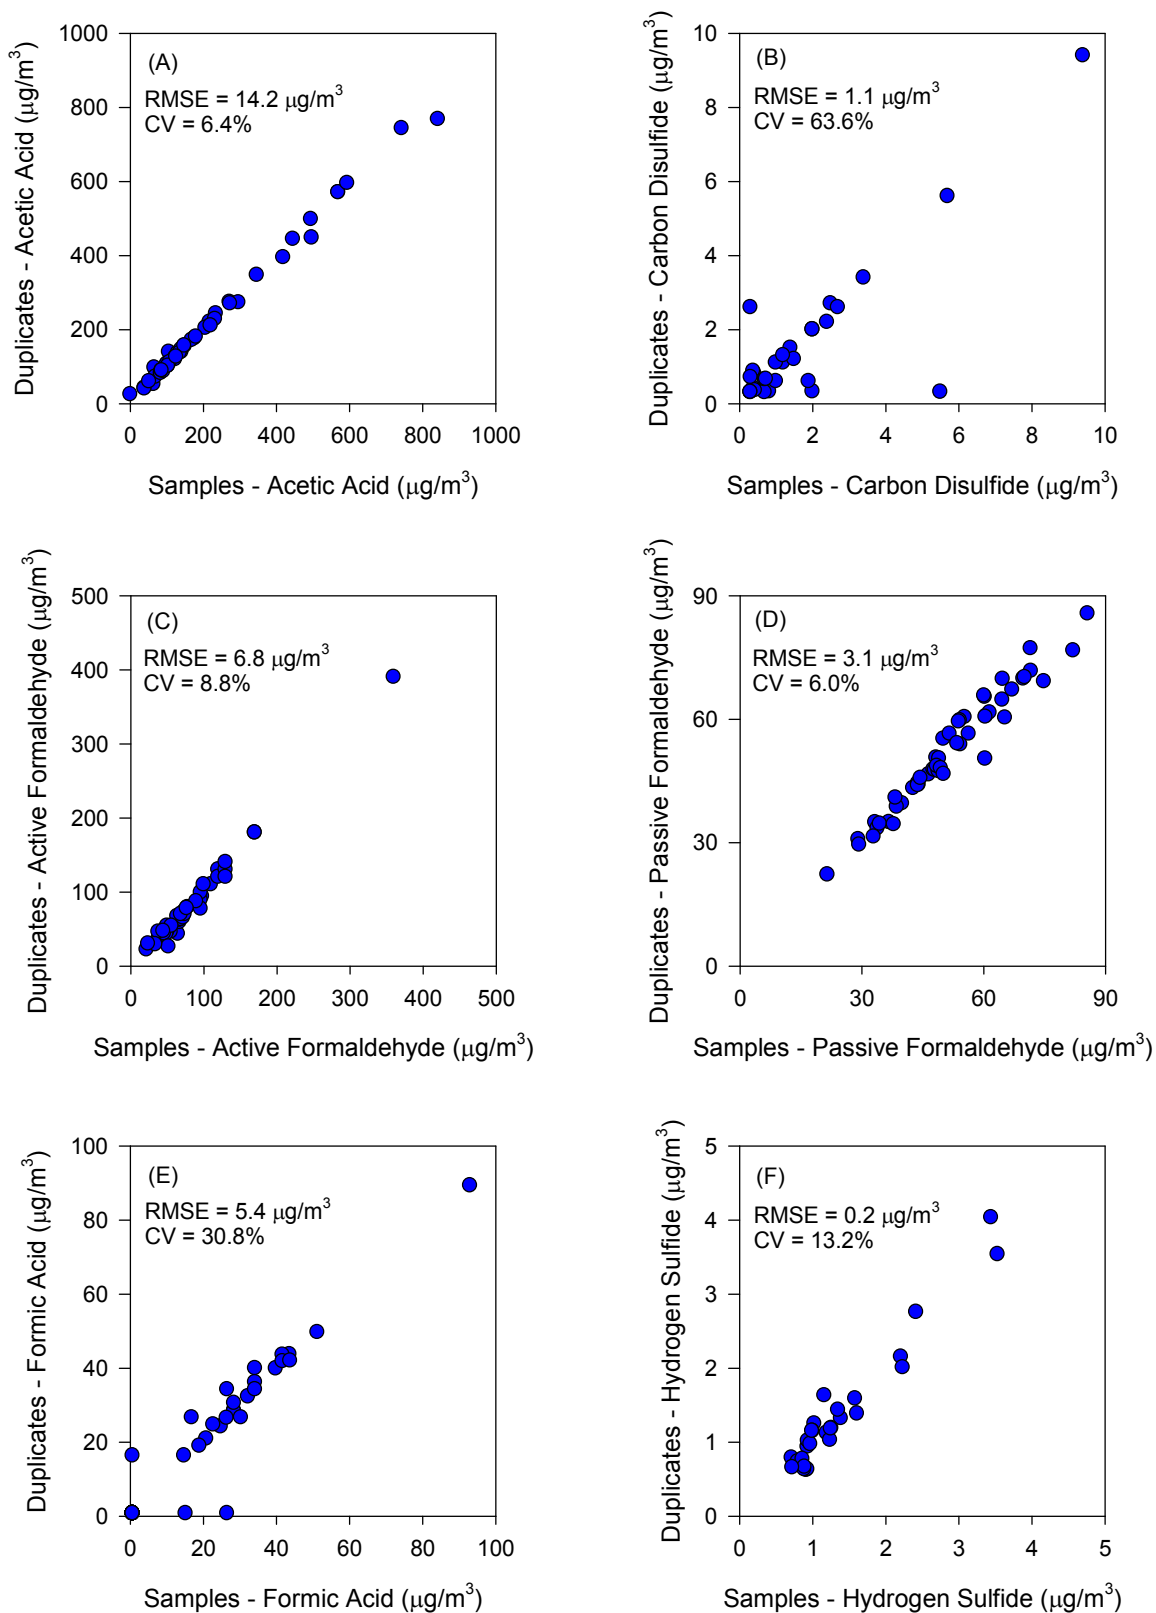 (A)
RMSE = 14.2 μg/m³
CV = 6.4%
Duplicates - Acetic Acid (μg/m³)
1000
800
600
400
200
0
0 200 400 600 800 1000
Samples - Acetic Acid (μg/m³)
(B)
RMSE = 1.1 μg/m³
CV = 63.6%
Duplicates - Carbon Disulfide (μg/m³)
10
8
6
4
2
0
0 2 4 6 8 10
Samples - Carbon Disulfide (μg/m³)
(C)
RMSE = 6.8 μg/m³
CV = 8.8%
Duplicates - Active Formaldehyde (μg/m³)
500
400
300
200
100
0
0 100 200 300 400 500
Samples - Active Formaldehyde (μg/m³)
(D)
RMSE = 3.1 μg/m³
CV = 6.0%
Duplicates - Passive Formaldehyde (μg/m³)
90
60
30
0
0 30 60 90
Samples - Passive Formaldehyde (μg/m³)
(E)
RMSE = 5.4 μg/m³
CV = 30.8%
Duplicates - Formic Acid (μg/m³)
100
80
60
40
20
0
0 20 40 60 80 100
Samples - Formic Acid (μg/m³)
(F)
RMSE = 0.2 μg/m³
CV = 13.2%
Duplicates - Hydrogen Sulfide (μg/m³)
5
4
3
2
1
0
0 1 2 3 4 5
Samples - Hydrogen Sulfide (μg/m³)